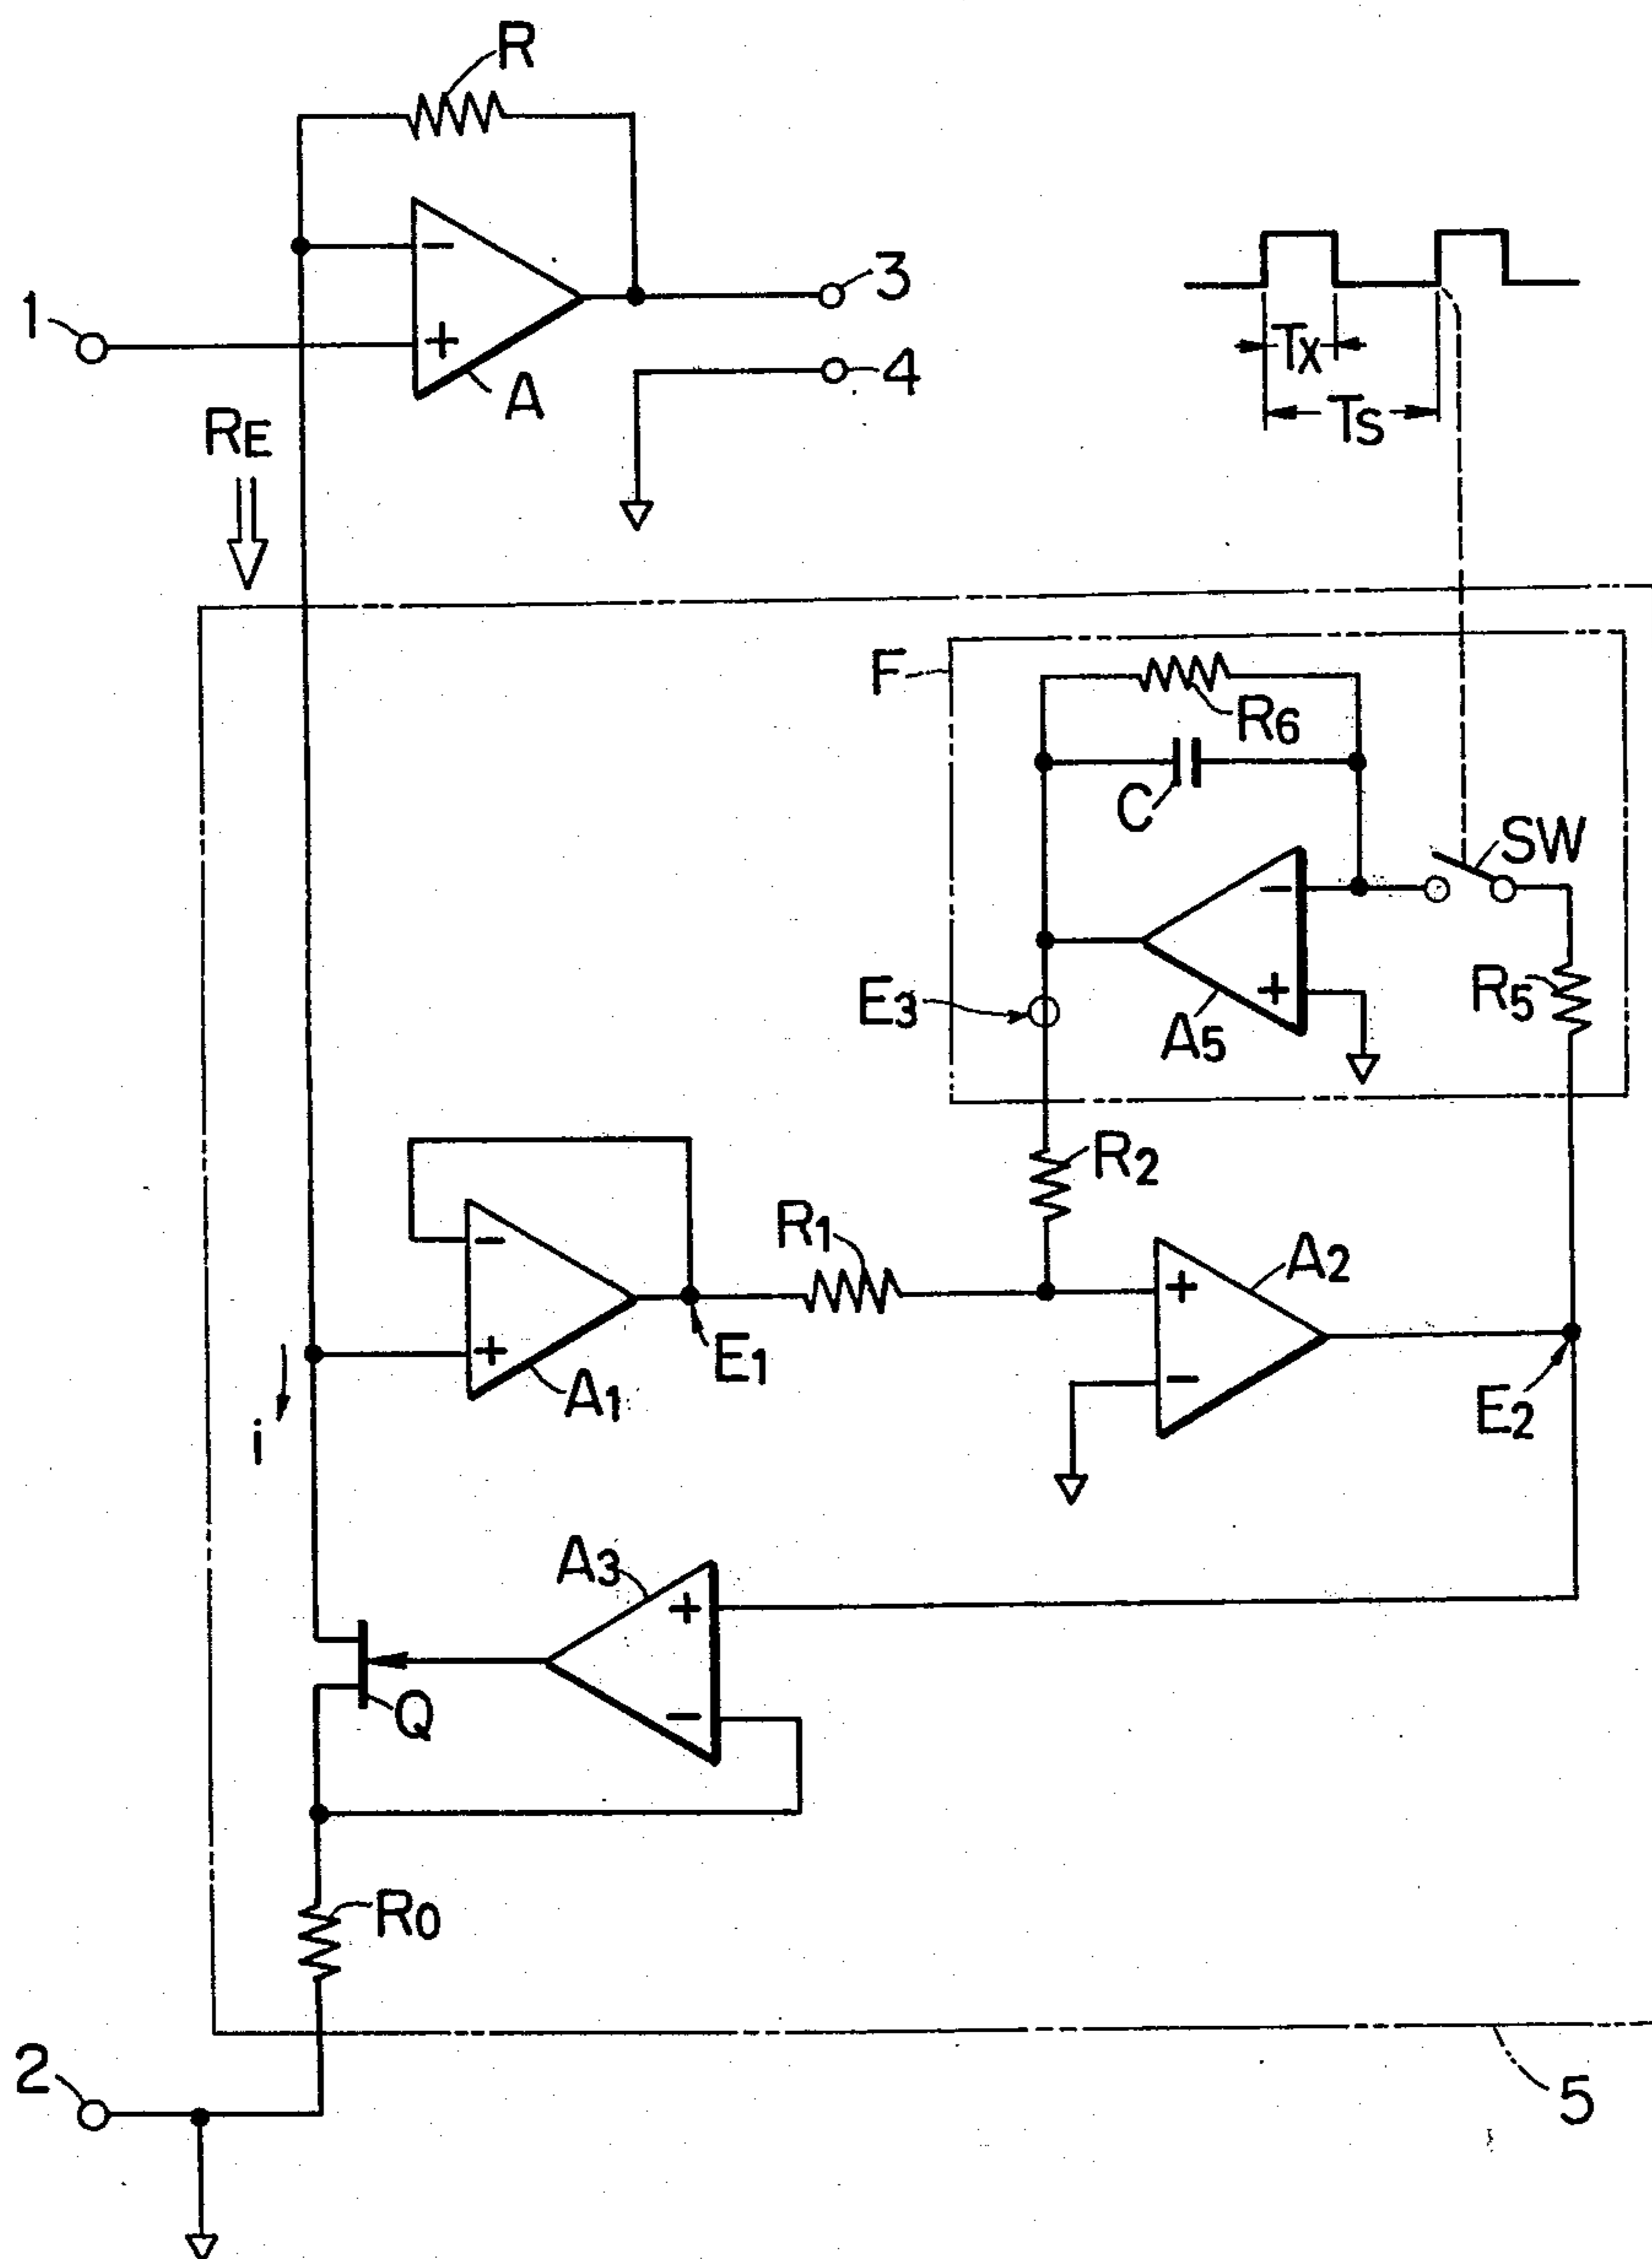 R
1
−
+
A
3
4
RE
TX
TS
F
R6
C
SW
−
+
A5
R5
E3
R2
R1
−
+
A1
E1
+
−
A2
E2
i
A3
+
−
Q
R0
2
5